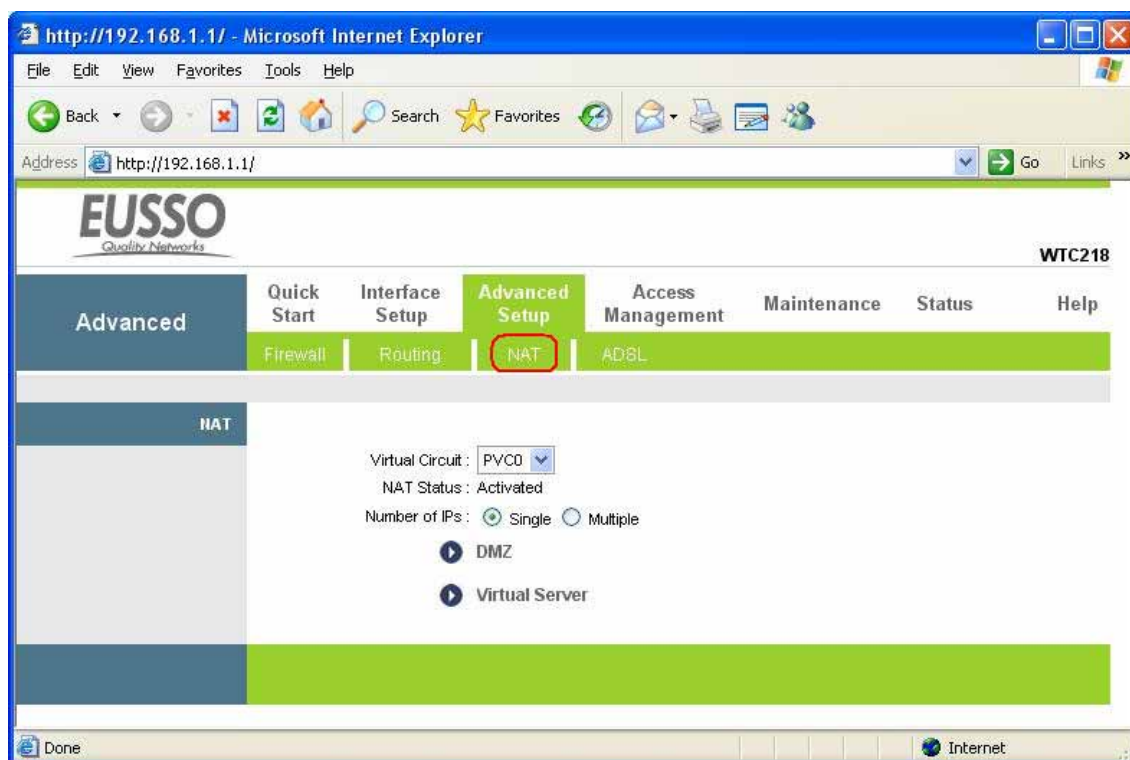 http://192.168.1.1/ - Microsoft Internet Explorer
File Edit View Favorites Tools Help
Back Search Favorites
Address http://192.168.1.1/ Go Links »
EUSSO
Quality Networks
WTC218
Advanced
Quick Start
Interface Setup
Advanced Setup
Access Management
Maintenance
Status
Help
Firewall Routing NAT ADSL
NAT
Virtual Circuit : PVC0
NAT Status : Activated
Number of IPs : Single Multiple
DMZ
Virtual Server
Done Internet